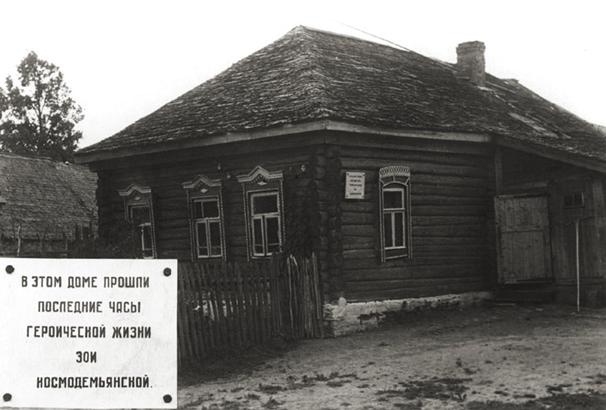 В ЭТОМ ДОМЕ ПРОШЛИ
ПОСЛЕДНИЕ ЧАСЫ
ГЕРОИЧЕСКОЙ ЖИЗНИ
ЗОИ
КОСМОДЕМЬЯНСКОЙ.